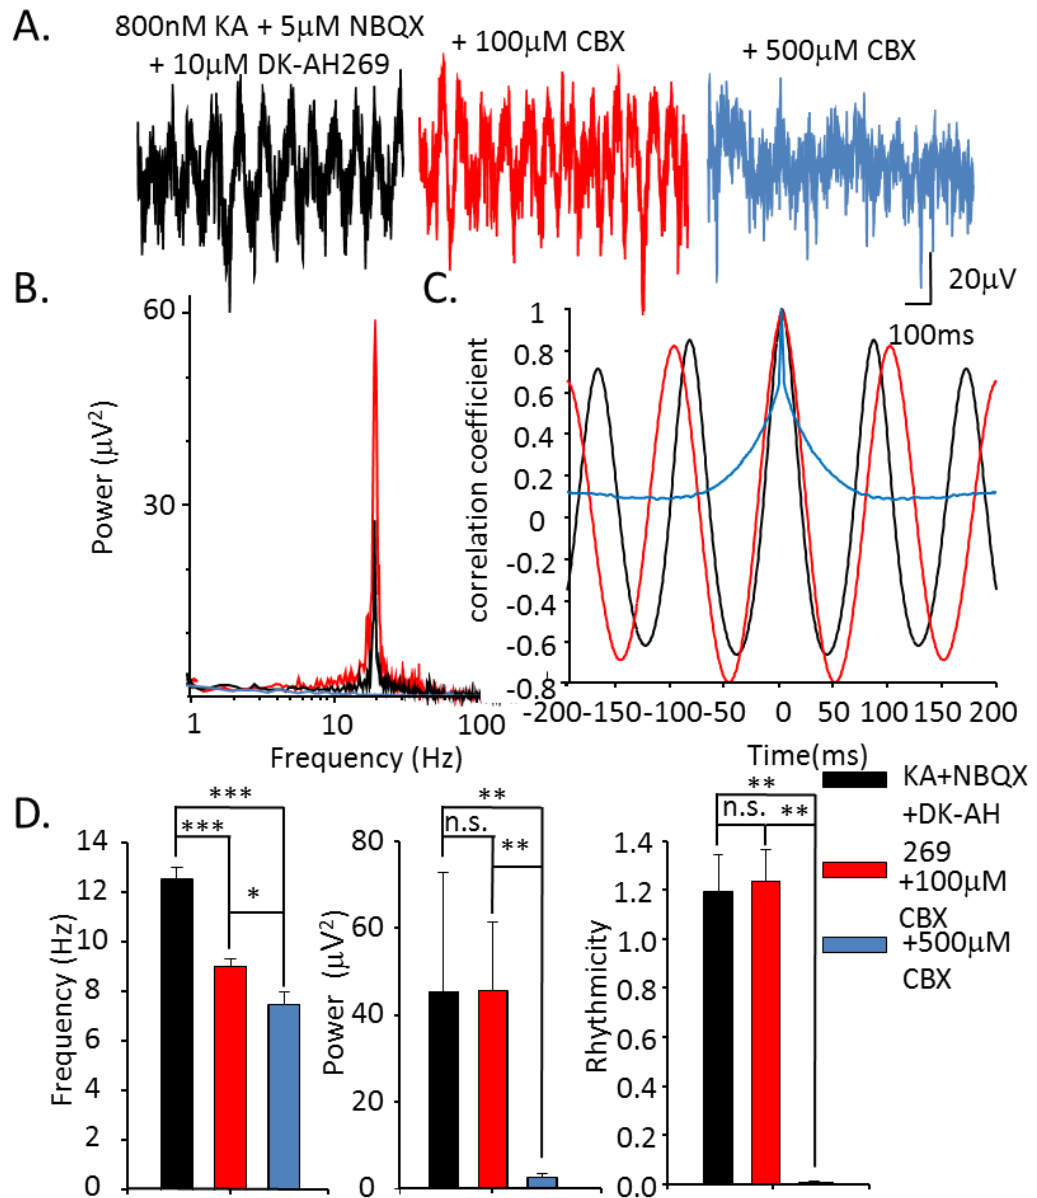 A.
800nM KA + 5μM NBQX
+ 10μM DK-AH269
+ 100μM CBX
+ 500μM CBX
20μV
100ms
B.
60
30
Power (μV²)
1
10
100
Frequency (Hz)
C.
1
0.8
0.6
0.4
0.2
0
-0.2
-0.4
-0.6
-0.8
correlation coefficient
-200
-150
-100
-50
0
50
100
150
200
Time(ms)
KA+NBQX
+DK-AH
269
+100μM
CBX
+500μM
CBX
D.
***
***
*
14
12
10
8
6
4
2
0
Frequency (Hz)
**
n.s.
**
80
60
40
20
0
Power (μV²)
**
n.s.
**
1.4
1.2
1.0
0.8
0.6
0.4
0.2
0.0
Rhythmicity